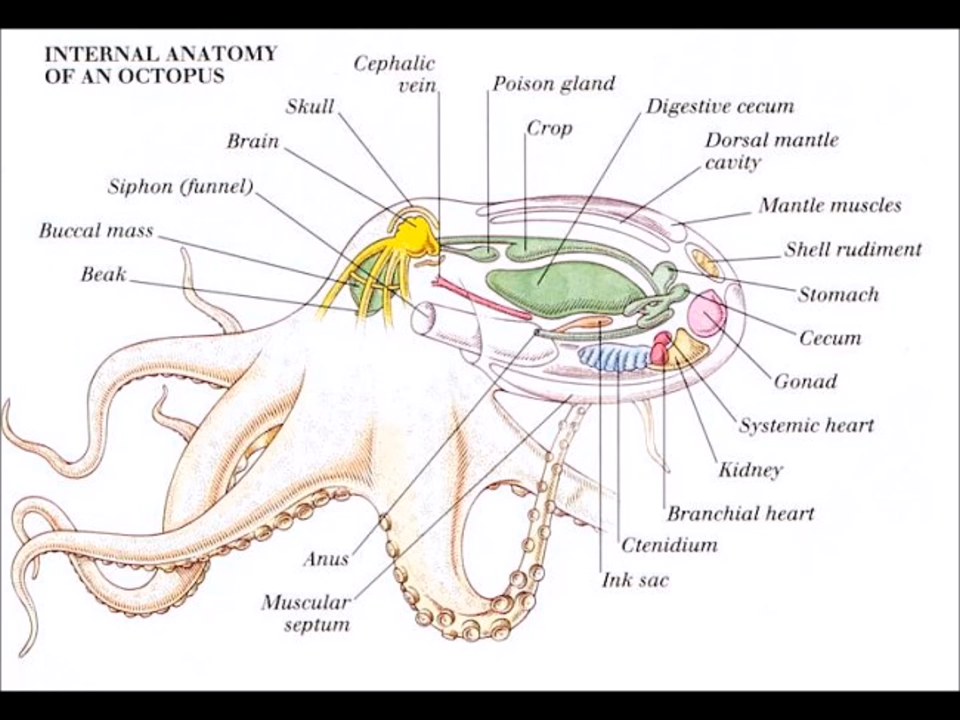 INTERNAL ANATOMY
OF AN OCTOPUS
Cephalic
vein
Poison gland
Skull
Digestive cecum
Crop
Brain
Dorsal mantle
cavity
Siphon (funnel)
Mantle muscles
Buccal mass
Shell rudiment
Beak
Stomach
Cecum
Gonad
Systemic heart
Kidney
Branchial heart
Ctenidium
Anus
Ink sac
Muscular
septum